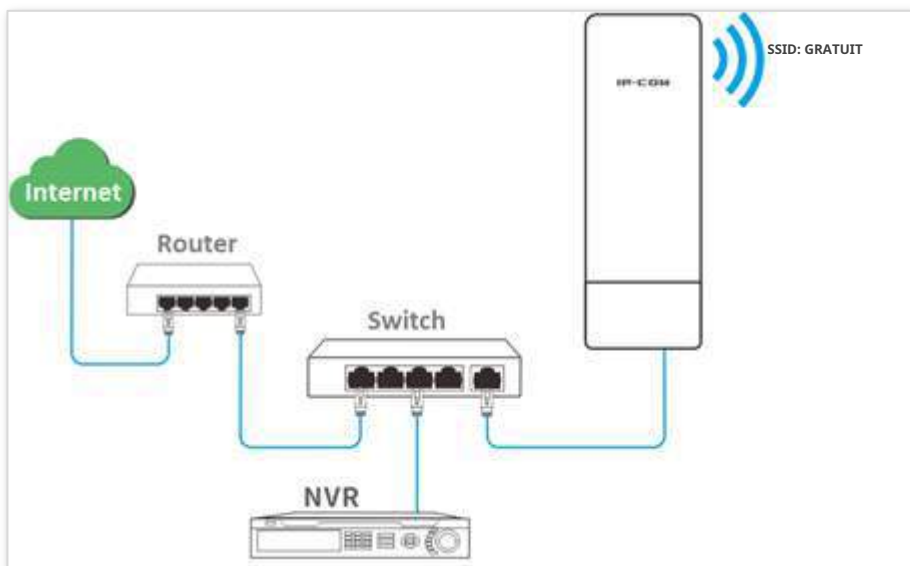 SSID: GRATUIT
IP-COM
Internet
Router
Switch
NVR